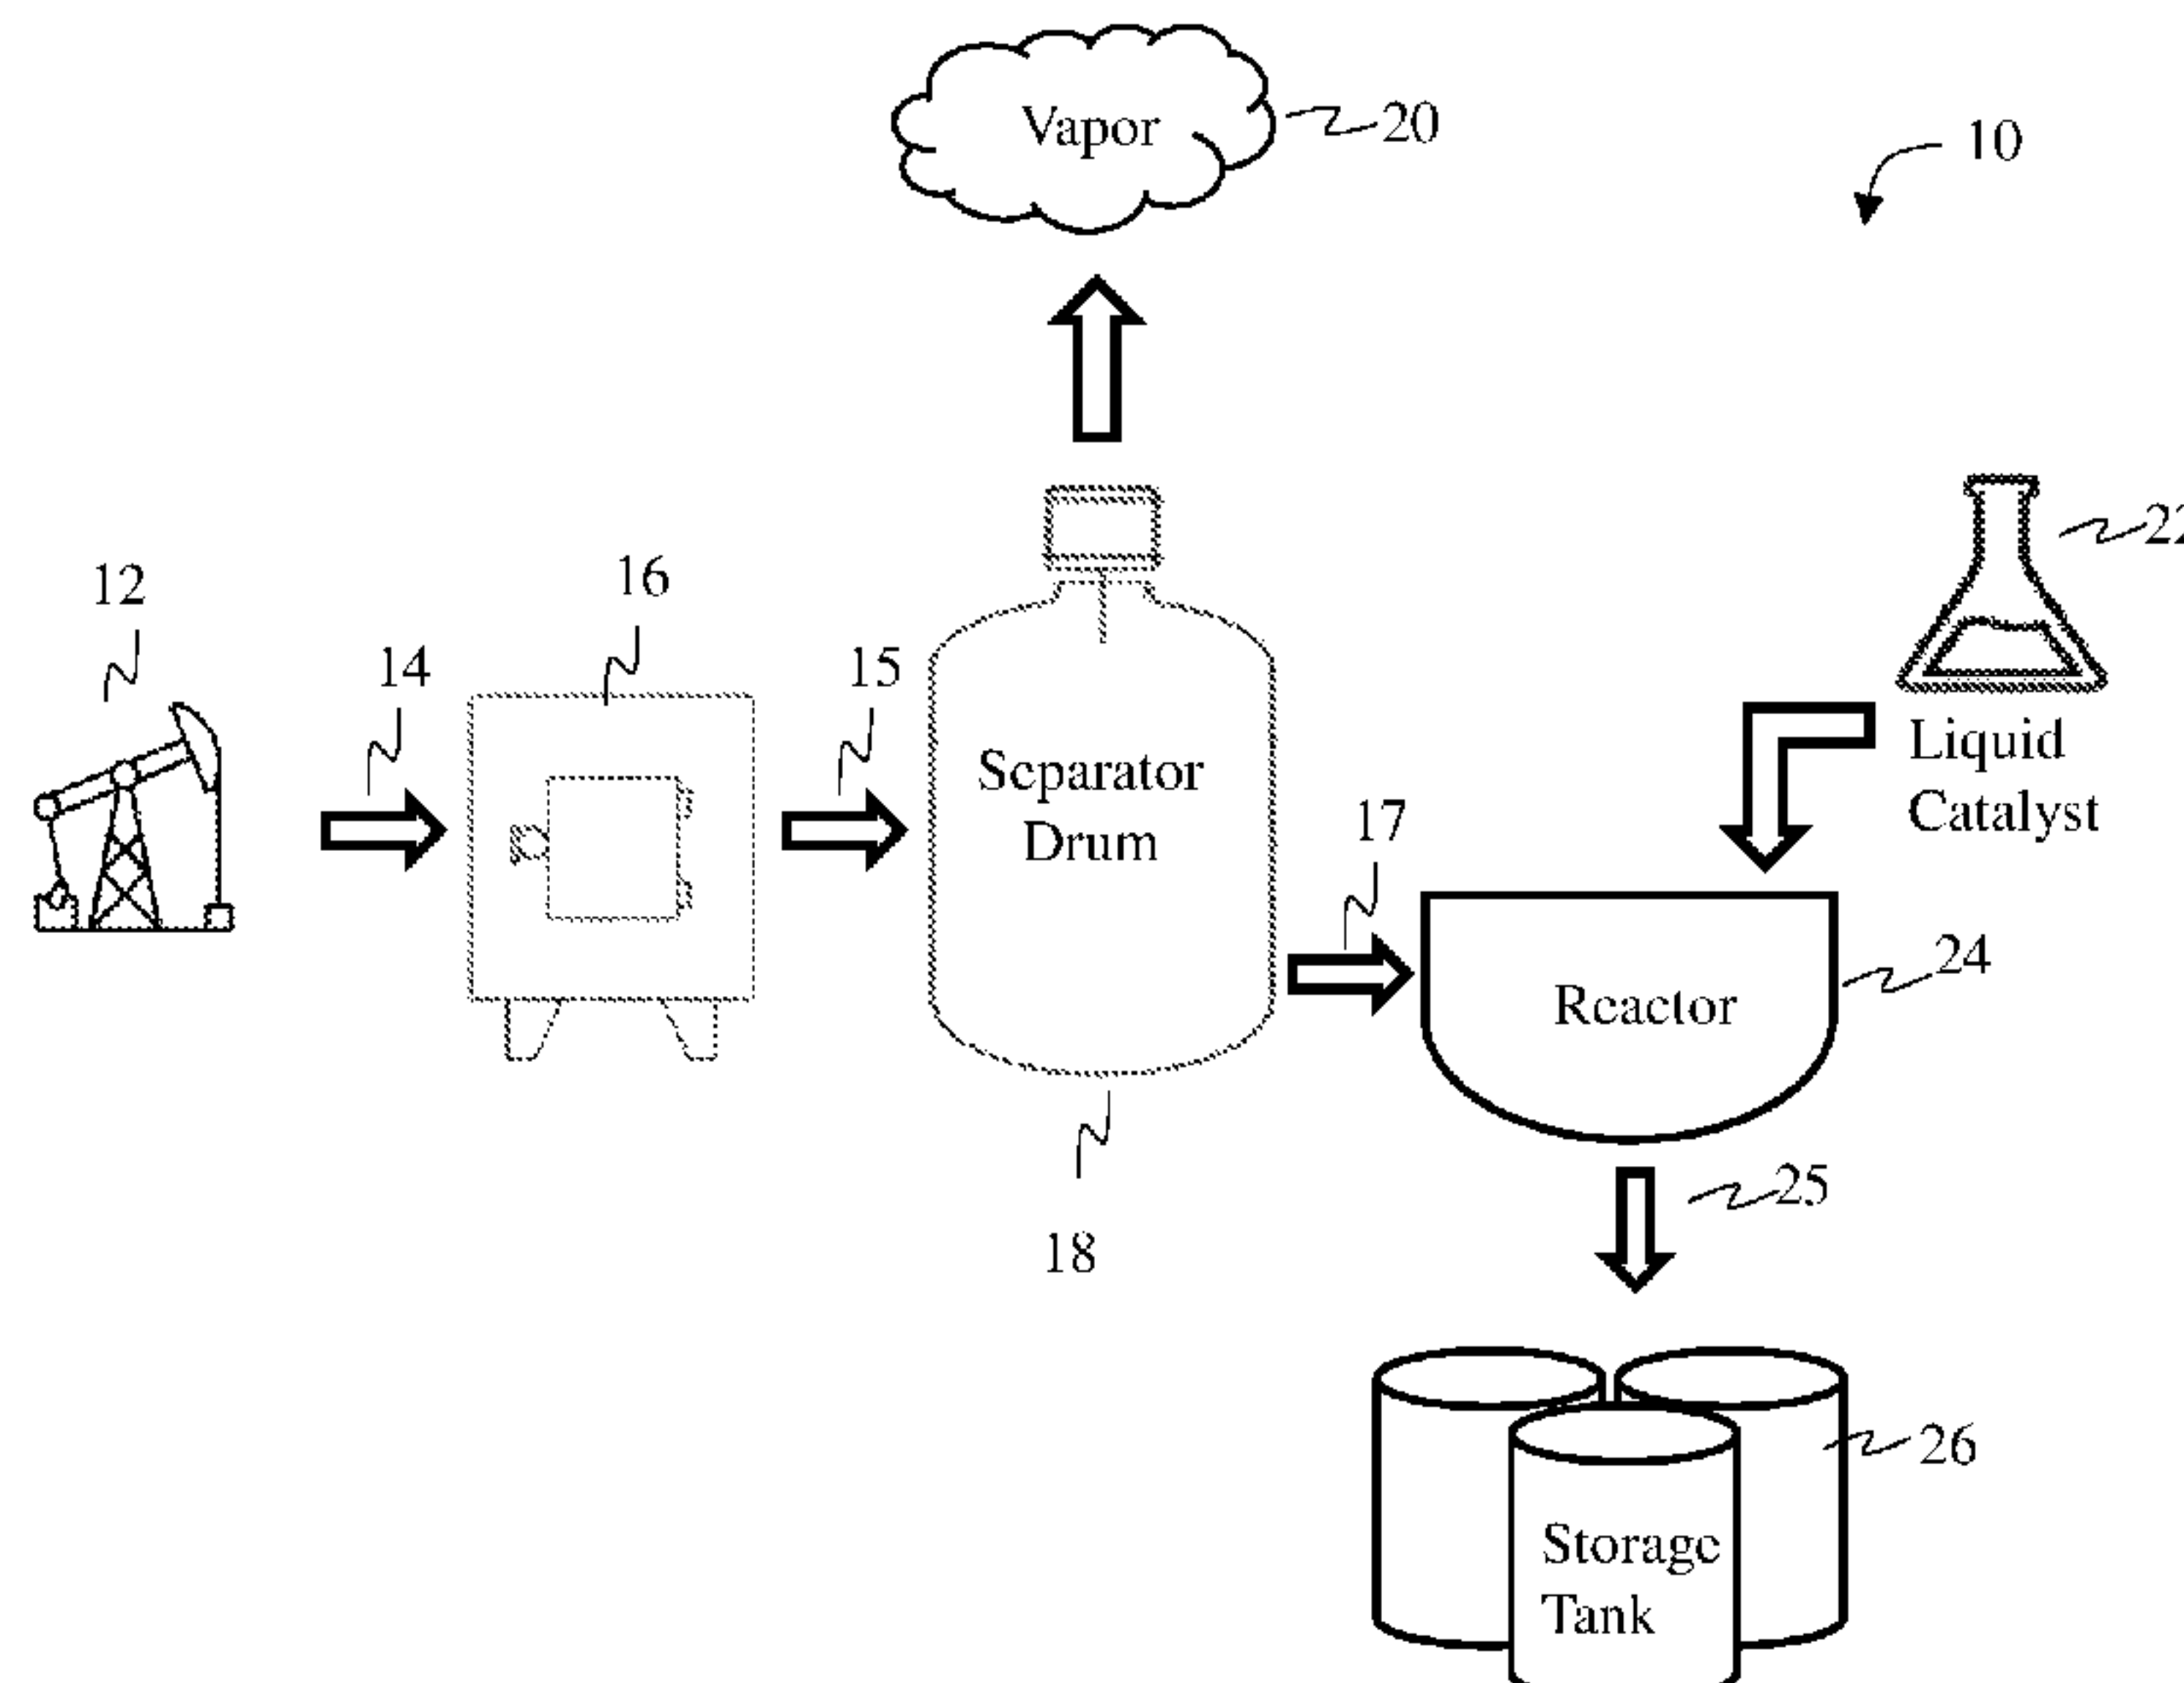 Vapor
20
10
22
12
16
14
15
Separator
Drum
Liquid
Catalyst
17
24
Reactor
25
18
26
Storage
Tank